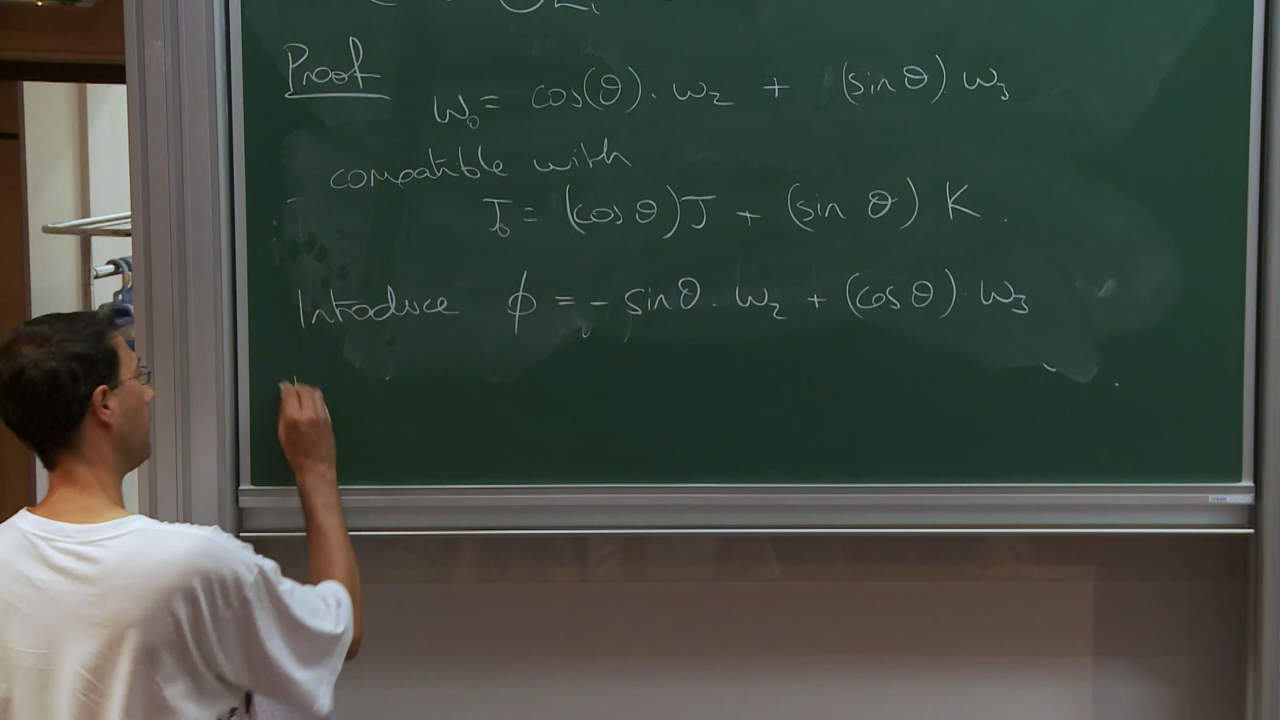 Proof
ω₀ = cos(θ). ω₂ + (sin θ). ω₃
compatible with
J₀ = (cos θ) J + (sin θ) K.
Introduce ϕ = - sin θ. ω₂ + (cos θ). ω₃